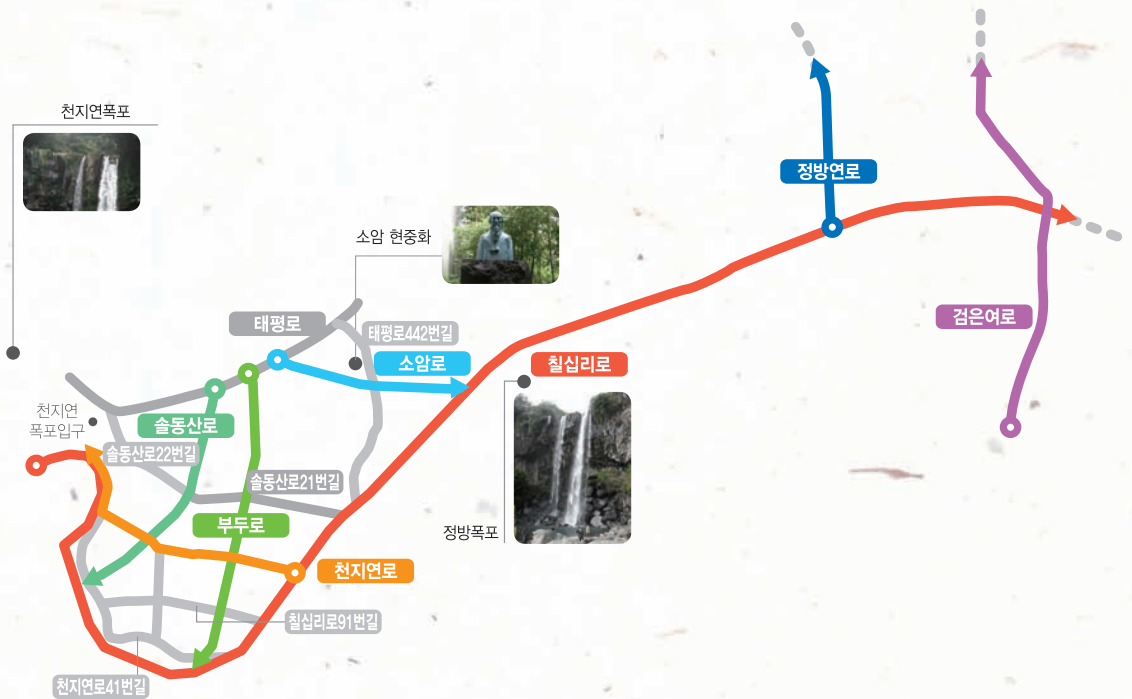 천지연폭포
정방연로
소암 현중화
검은여로
태평로
태평로442번길
소암로
칠십리로
천지연
폭포입구
솔동산로
솔동산로22번길
솔동산로21번길
부두로
정방폭포
천지연로
칠십리로91번길
천지연로41번길